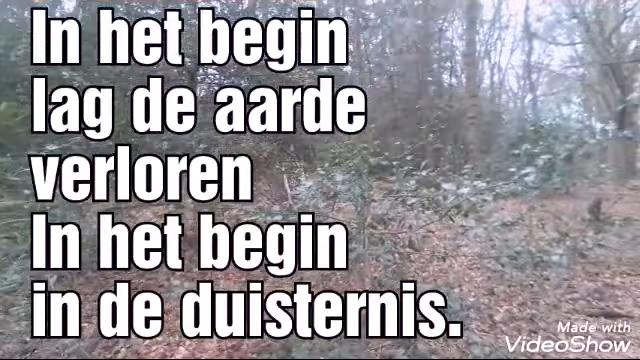 In het begin
lag de aarde
verloren
In het begin
in de duisternis.
Made with
VideoShow